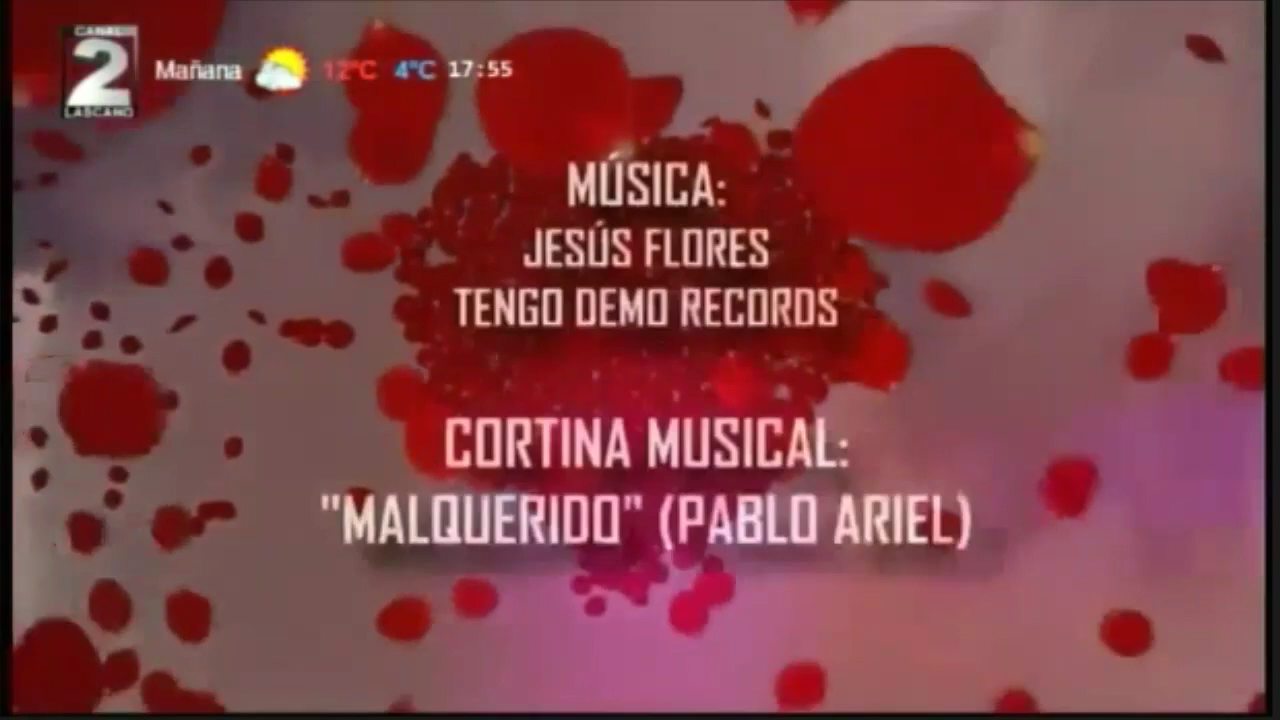 CANAL
2
LASCANO
Mañana 12°C 4°C 17:55
MÚSICA:
JESÚS FLORES
TENGO DEMO RECORDS
CORTINA MUSICAL:
"MALQUERIDO" (PABLO ARIEL)